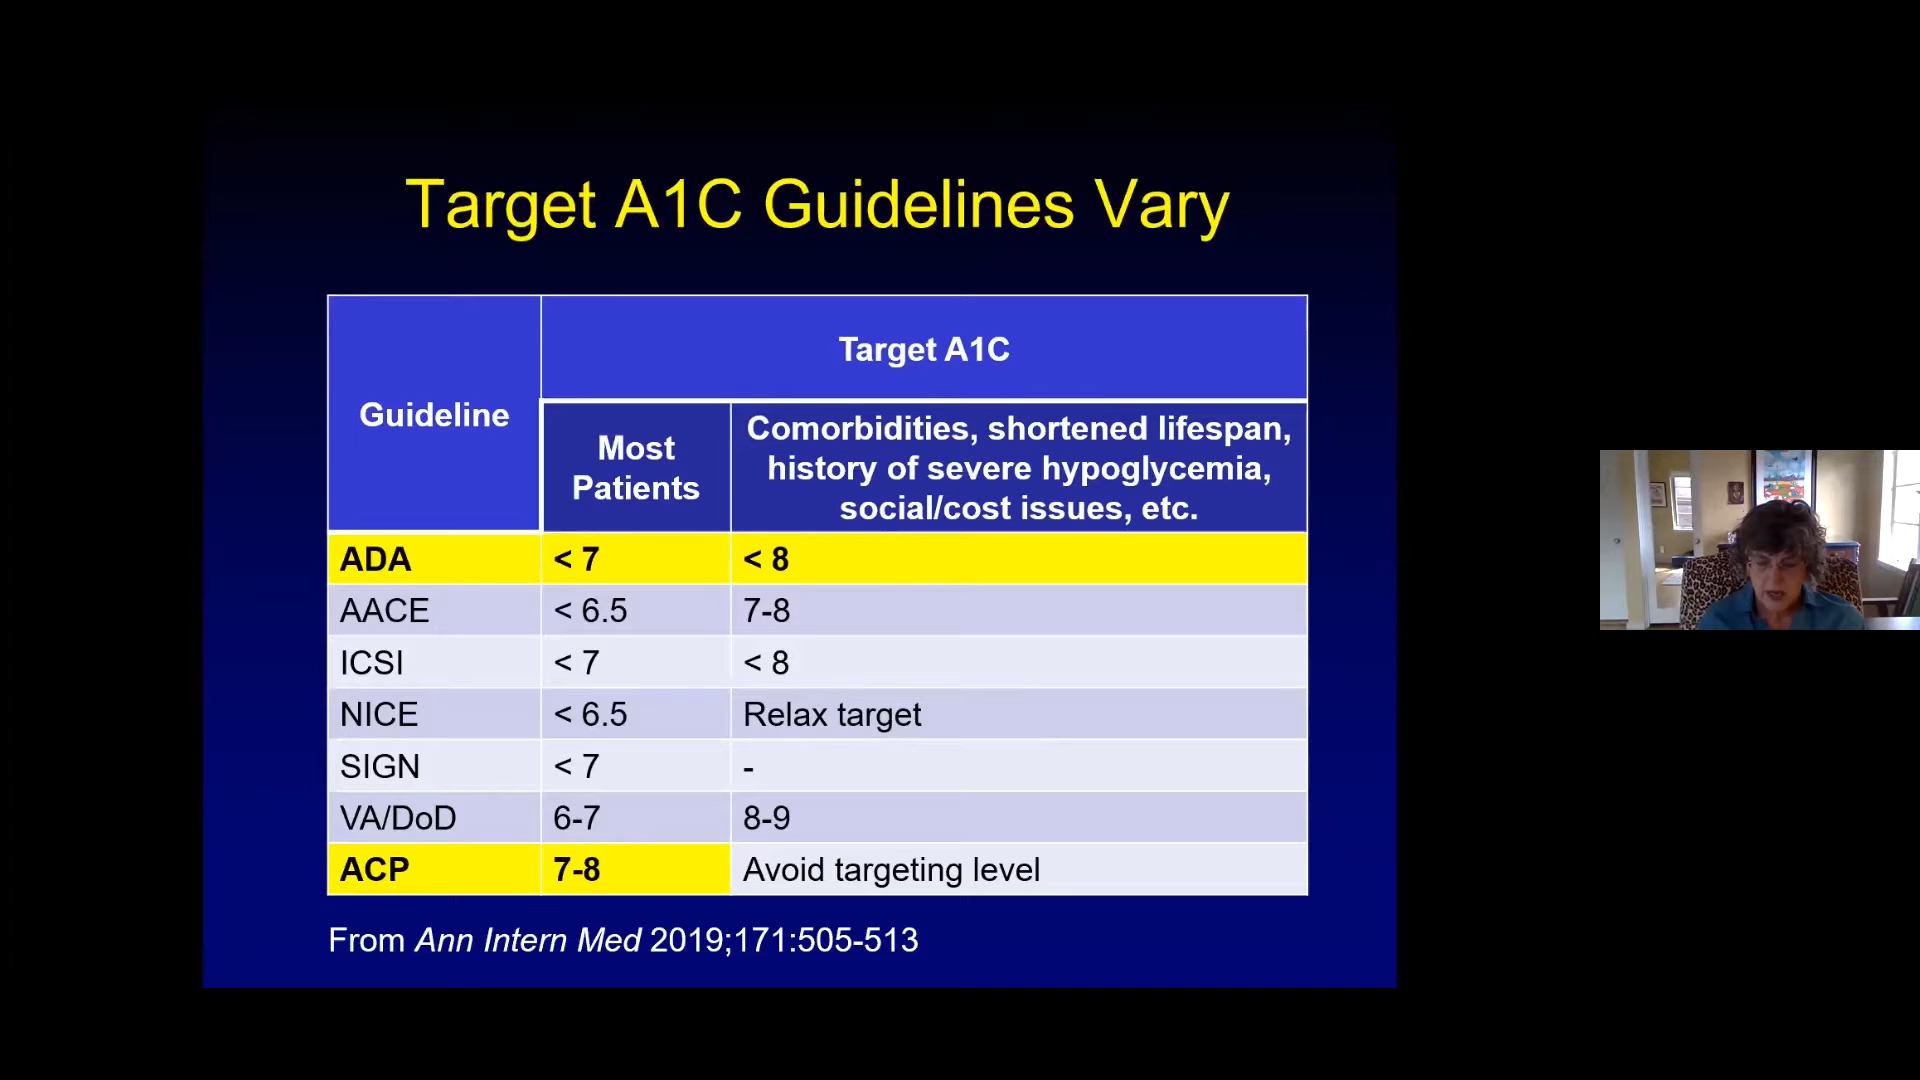 Target A1C Guidelines Vary
Guideline
Target A1C
Most
Patients
Comorbidities, shortened lifespan,
history of severe hypoglycemia,
social/cost issues, etc.
ADA < 7 < 8
AACE < 6.5 7-8
ICSI < 7 < 8
NICE < 6.5 Relax target
SIGN < 7 -
VA/DoD 6-7 8-9
ACP 7-8 Avoid targeting level
From Ann Intern Med 2019;171:505-513